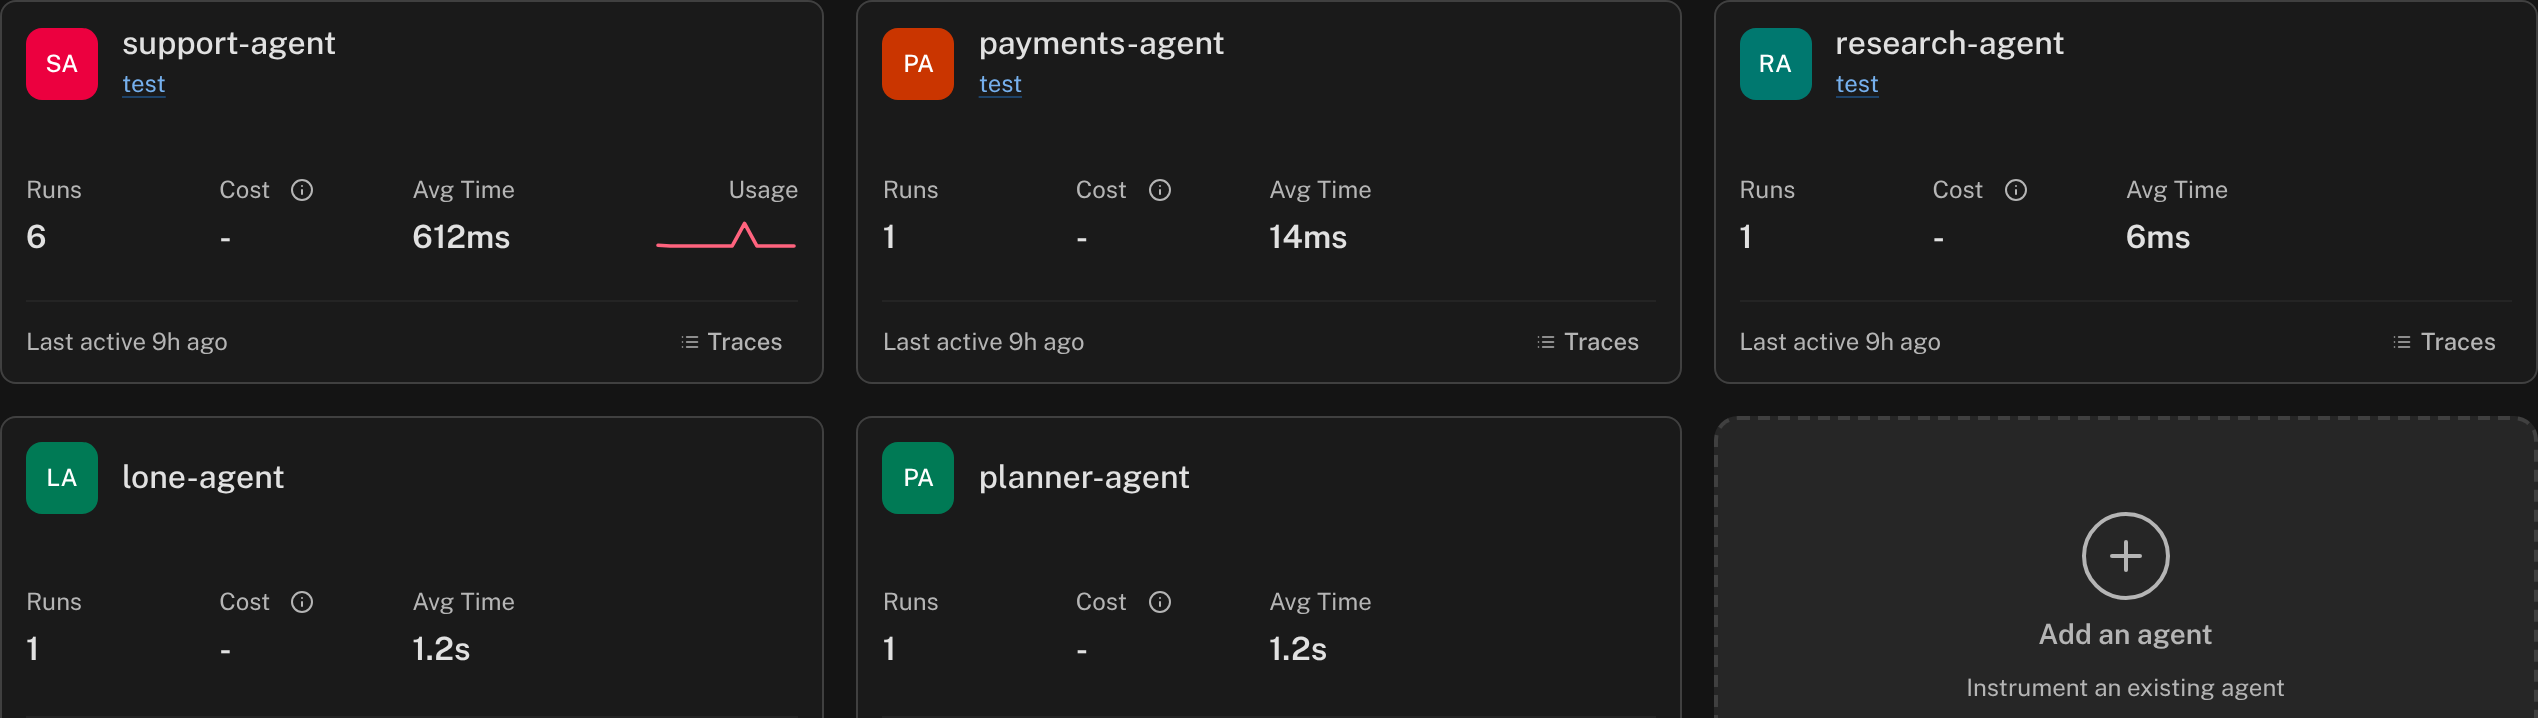 SA
support-agent
test
Runs
Cost
Avg Time
Usage
6
-
612ms
Last active 9h ago
Traces
PA
payments-agent
test
Runs
Cost
Avg Time
1
-
14ms
Last active 9h ago
Traces
RA
research-agent
test
Runs
Cost
Avg Time
1
-
6ms
Last active 9h ago
Traces
LA
lone-agent
Runs
Cost
Avg Time
1
-
1.2s
PA
planner-agent
Runs
Cost
Avg Time
1
-
1.2s
Add an agent
Instrument an existing agent